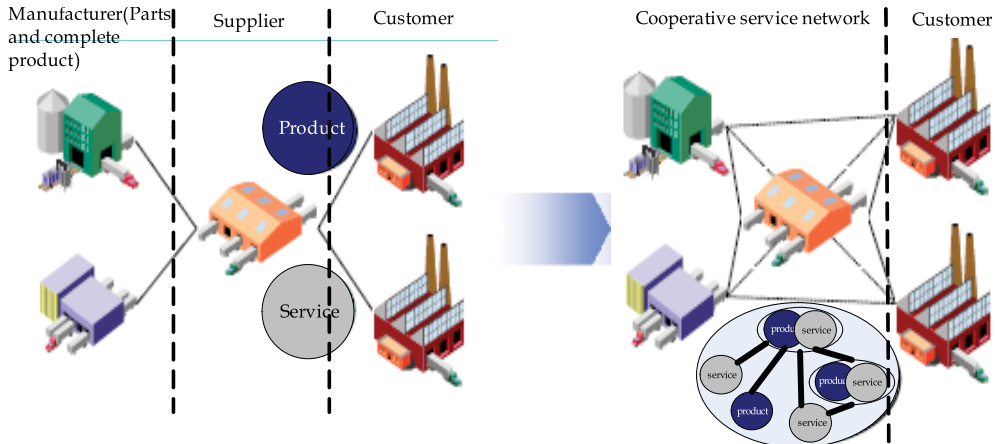 Manufacturer(Parts
and complete
product)
Supplier
Customer
Product
Service
Cooperative service network
Customer
product
service
service
product
service
product
service